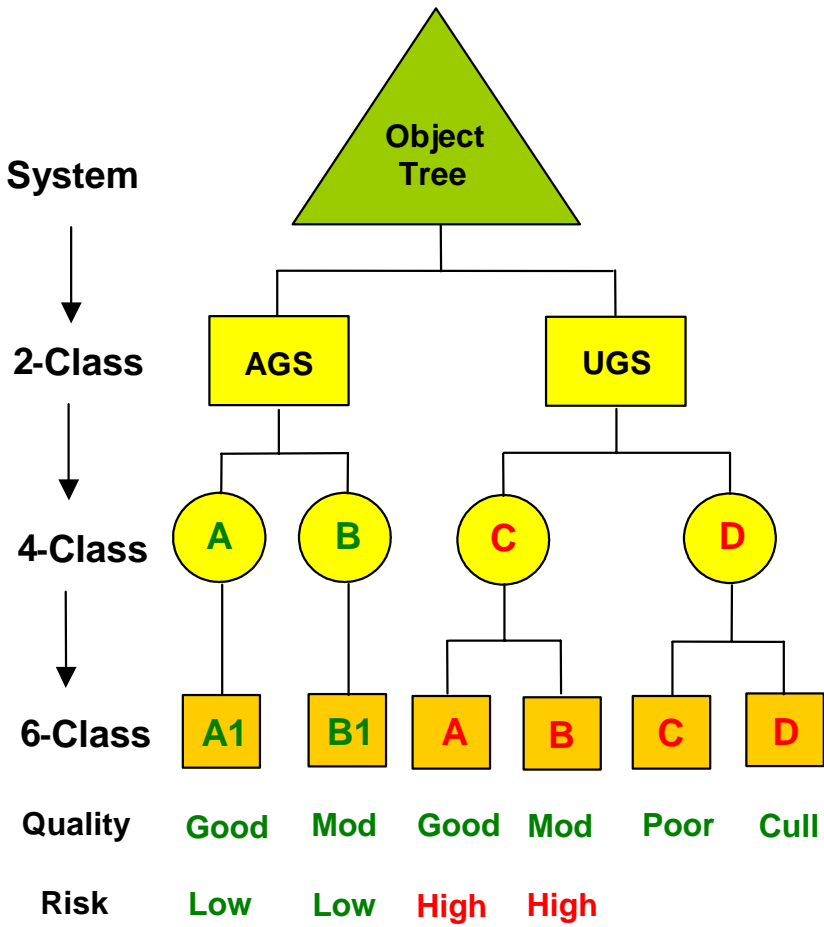 Object
Tree
System
2-Class AGS UGS
4-Class A B C D
6-Class A1 B1 A B C D
Quality Good Mod Good Mod Poor Cull
Risk Low Low High High